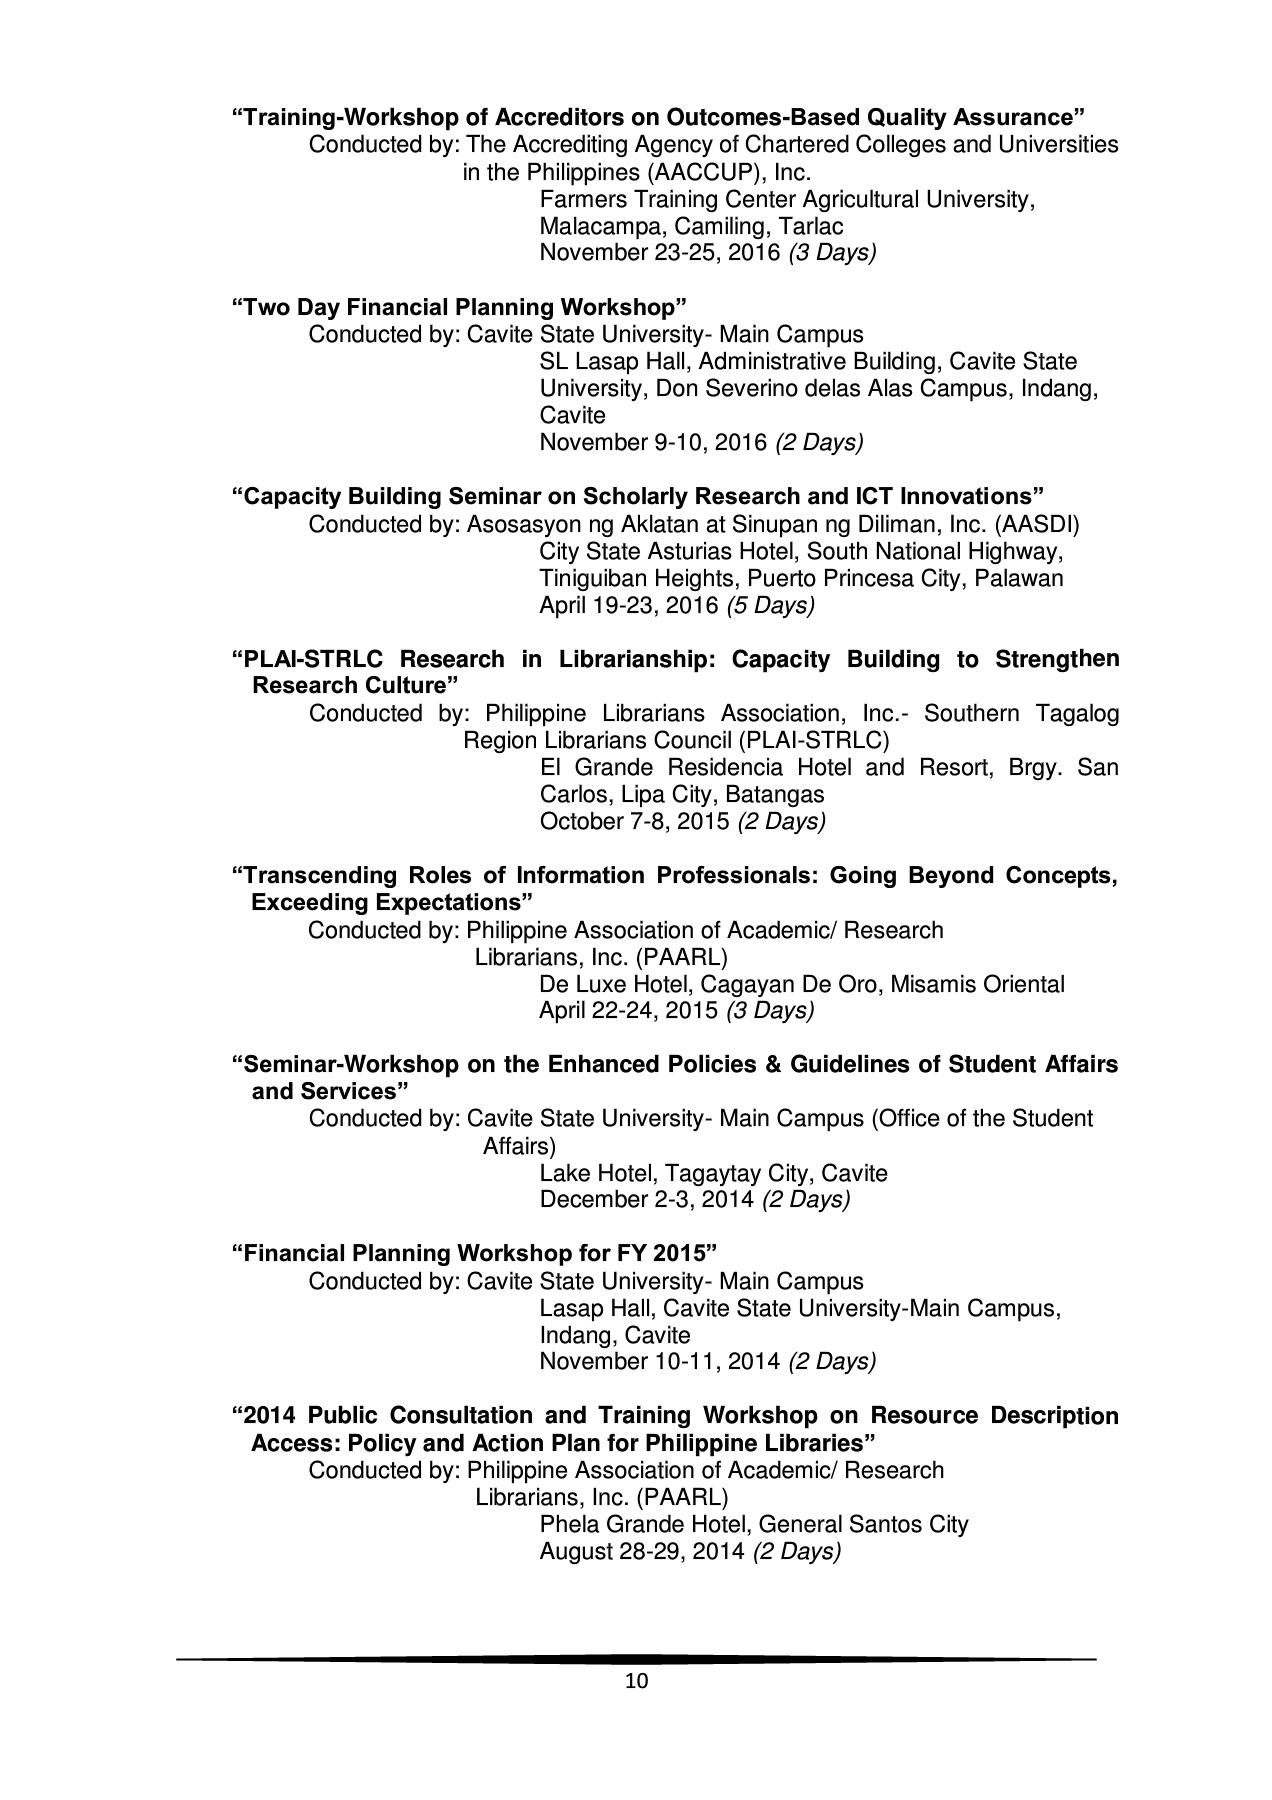 “Training-Workshop of Accreditors on Outcomes-Based Quality Assurance”
Conducted by: The Accrediting Agency of Chartered Colleges and Universities
in the Philippines (AACCUP), Inc.
Farmers Training Center Agricultural University,
Malacampa, Camiling, Tarlac
November 23-25, 2016 (3 Days)
“Two Day Financial Planning Workshop”
Conducted by: Cavite State University- Main Campus
SL Lasap Hall, Administrative Building, Cavite State
University, Don Severino delas Alas Campus, Indang,
Cavite
November 9-10, 2016 (2 Days)
“Capacity Building Seminar on Scholarly Research and ICT Innovations”
Conducted by: Asosasyon ng Aklatan at Sinupan ng Diliman, Inc. (AASDI)
City State Asturias Hotel, South National Highway,
Tiniguiban Heights, Puerto Princesa City, Palawan
April 19-23, 2016 (5 Days)
“PLAI-STRLC Research in Librarianship: Capacity Building to Strengthen
Research Culture”
Conducted by: Philippine Librarians Association, Inc.- Southern Tagalog
Region Librarians Council (PLAI-STRLC)
El Grande Residencia Hotel and Resort, Brgy. San
Carlos, Lipa City, Batangas
October 7-8, 2015 (2 Days)
“Transcending Roles of Information Professionals: Going Beyond Concepts,
Exceeding Expectations”
Conducted by: Philippine Association of Academic/ Research
Librarians, Inc. (PAARL)
De Luxe Hotel, Cagayan De Oro, Misamis Oriental
April 22-24, 2015 (3 Days)
“Seminar-Workshop on the Enhanced Policies & Guidelines of Student Affairs
and Services”
Conducted by: Cavite State University- Main Campus (Office of the Student
Affairs)
Lake Hotel, Tagaytay City, Cavite
December 2-3, 2014 (2 Days)
“Financial Planning Workshop for FY 2015”
Conducted by: Cavite State University- Main Campus
Lasap Hall, Cavite State University-Main Campus,
Indang, Cavite
November 10-11, 2014 (2 Days)
“2014 Public Consultation and Training Workshop on Resource Description
Access: Policy and Action Plan for Philippine Libraries”
Conducted by: Philippine Association of Academic/ Research
Librarians, Inc. (PAARL)
Phela Grande Hotel, General Santos City
August 28-29, 2014 (2 Days)
10